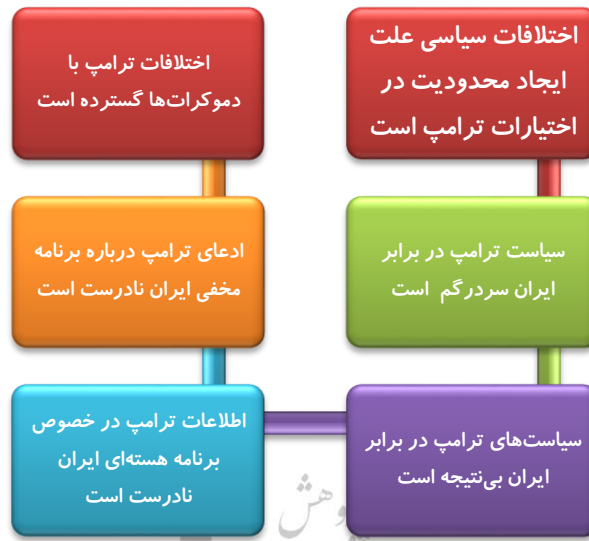 اختلافات سیاسی علت
ایجاد محدودیت در
اختیارات ترامپ است
سیاست ترامپ در برابر
ایران سردرگم است
سیاست‌های ترامپ در برابر
ایران بی‌نتیجه است
اطلاعات ترامپ در خصوص
برنامه هسته‌ای ایران
نادرست است
ادعای ترامپ درباره برنامه
مخفی ایران نادرست است
اختلافات ترامپ با
دموکرات‌ها گسترده است